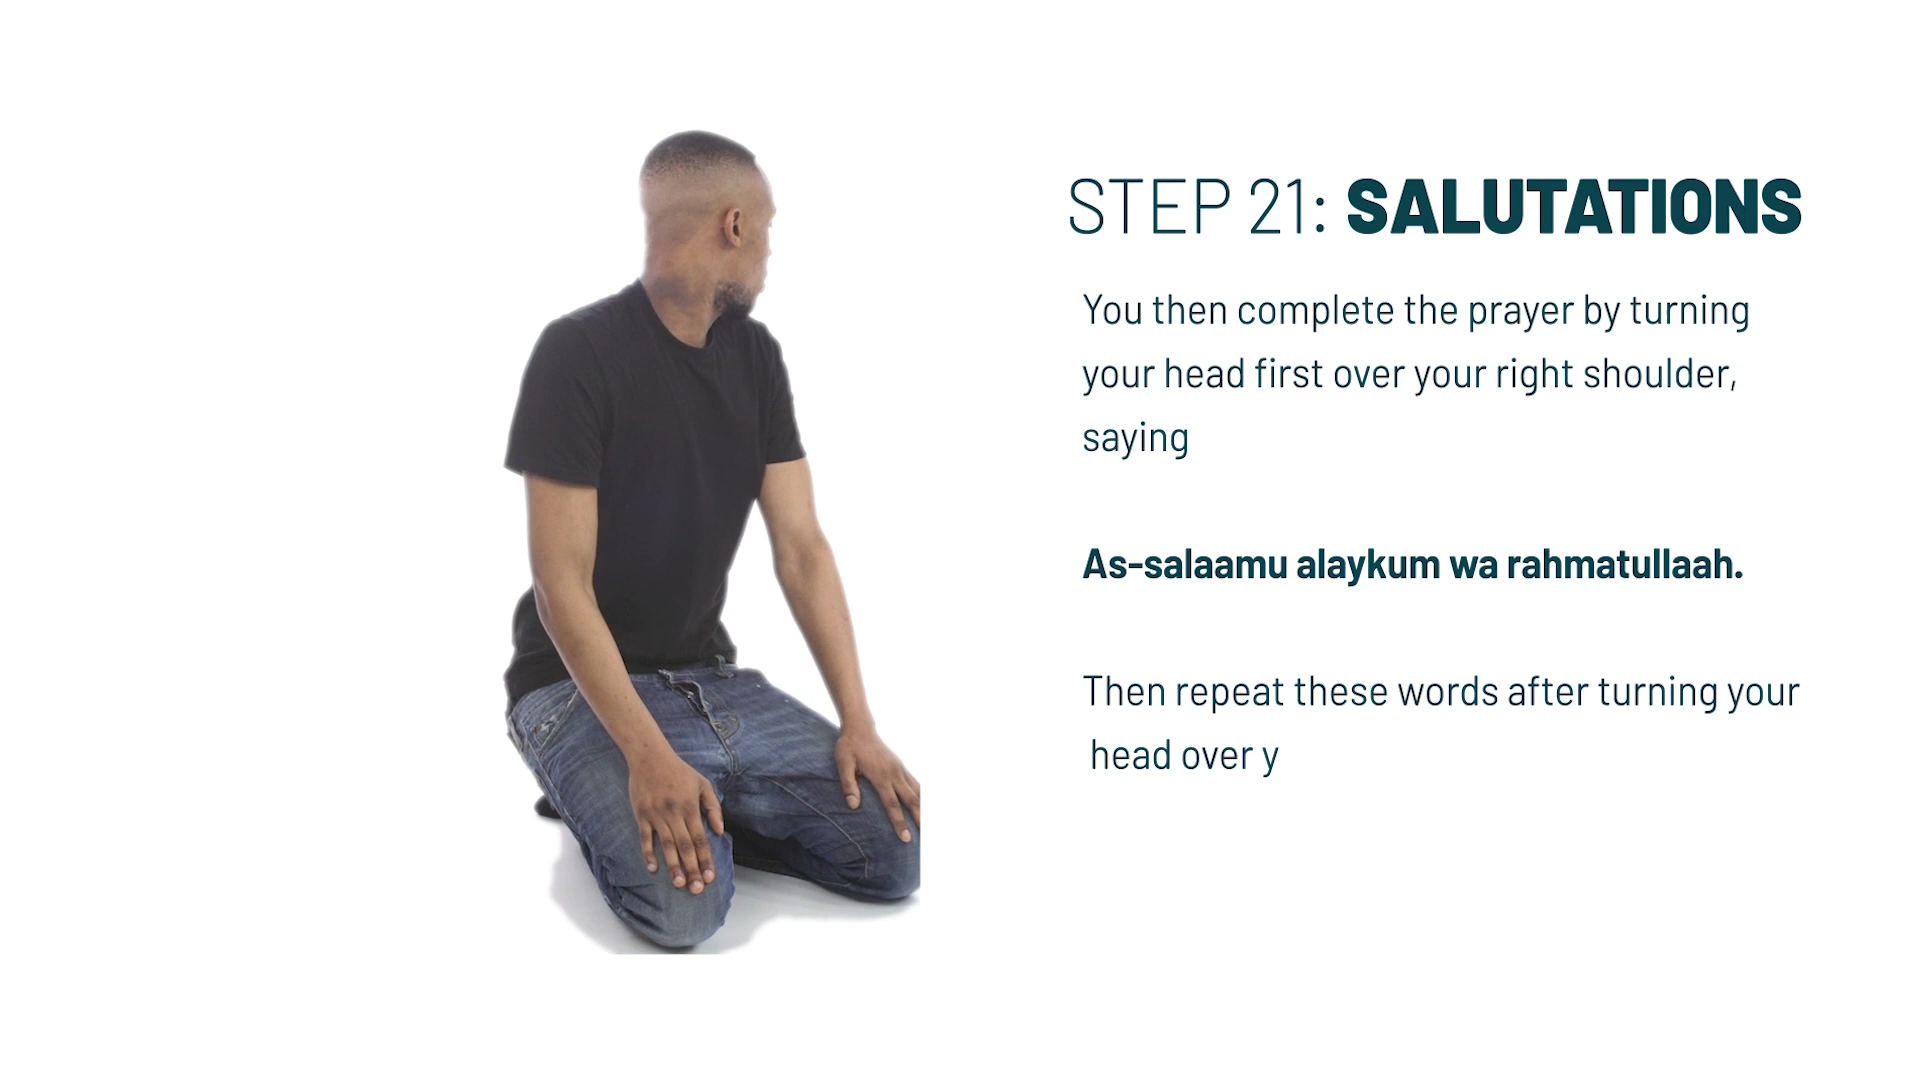 STEP 21: SALUTATIONS
You then complete the prayer by turning
your head first over your right shoulder,
saying
As-salaamu alaykum wa rahmatullaah.
Then repeat these words after turning your
head over y